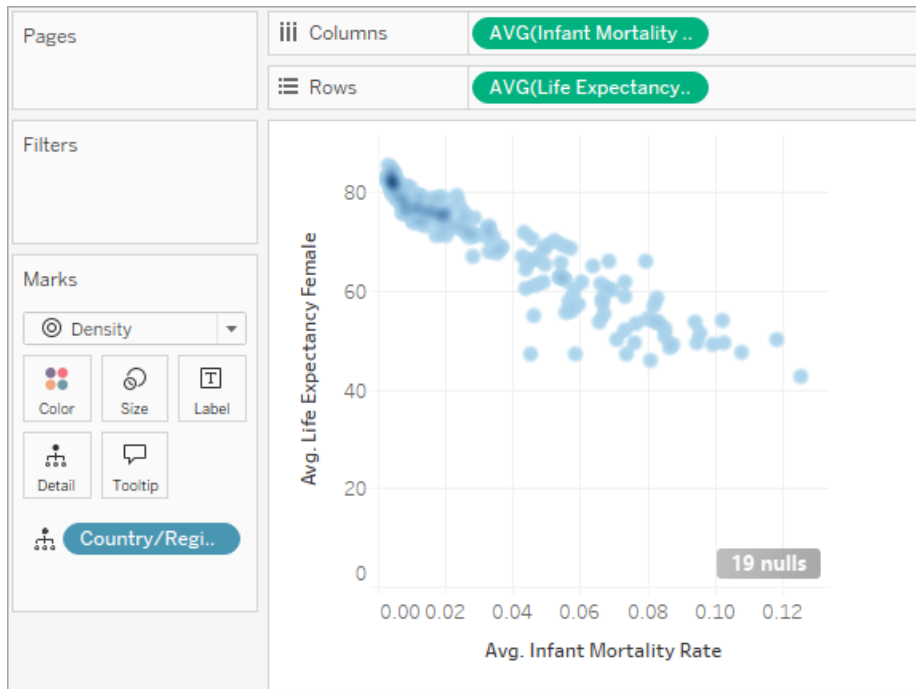 Pages
Columns
AVG(Infant Mortality ..
Rows
AVG(Life Expectancy..
Filters
Marks
Density
Color
Size
Label
Detail
Tooltip
Country/Regi..
Avg. Life Expectancy Female
80
60
40
20
0
19 nulls
0.00 0.02 0.04 0.06 0.08 0.10 0.12
Avg. Infant Mortality Rate